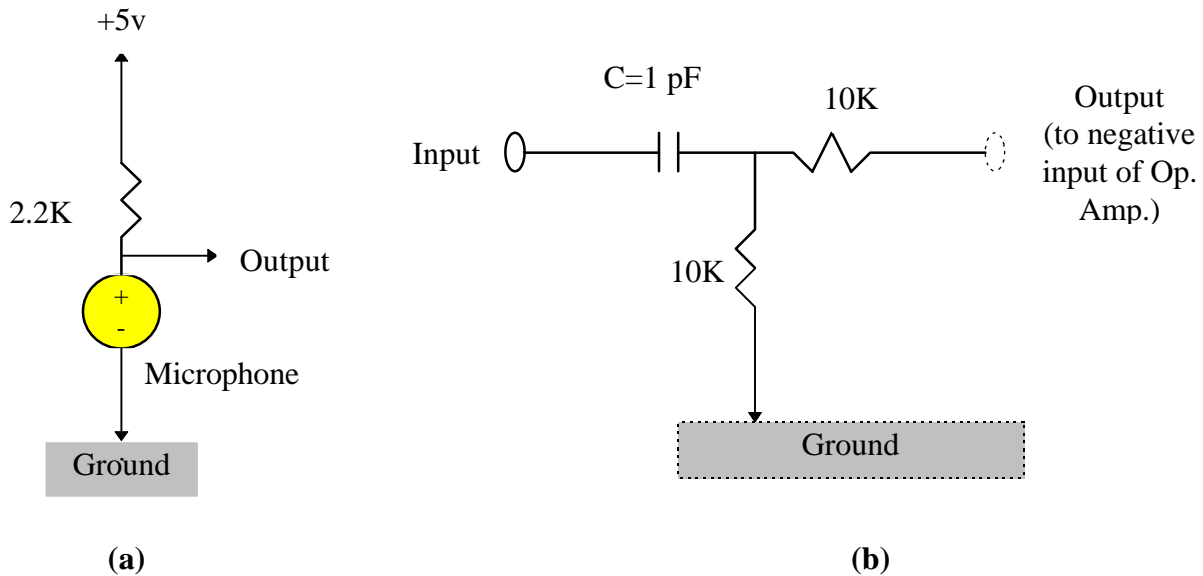 +5v
2.2K
Output
+
-
Microphone
Ground
(a)
C=1 pF
10K
Input
Output
(to negative
input of Op.
Amp.)
10K
Ground
(b)